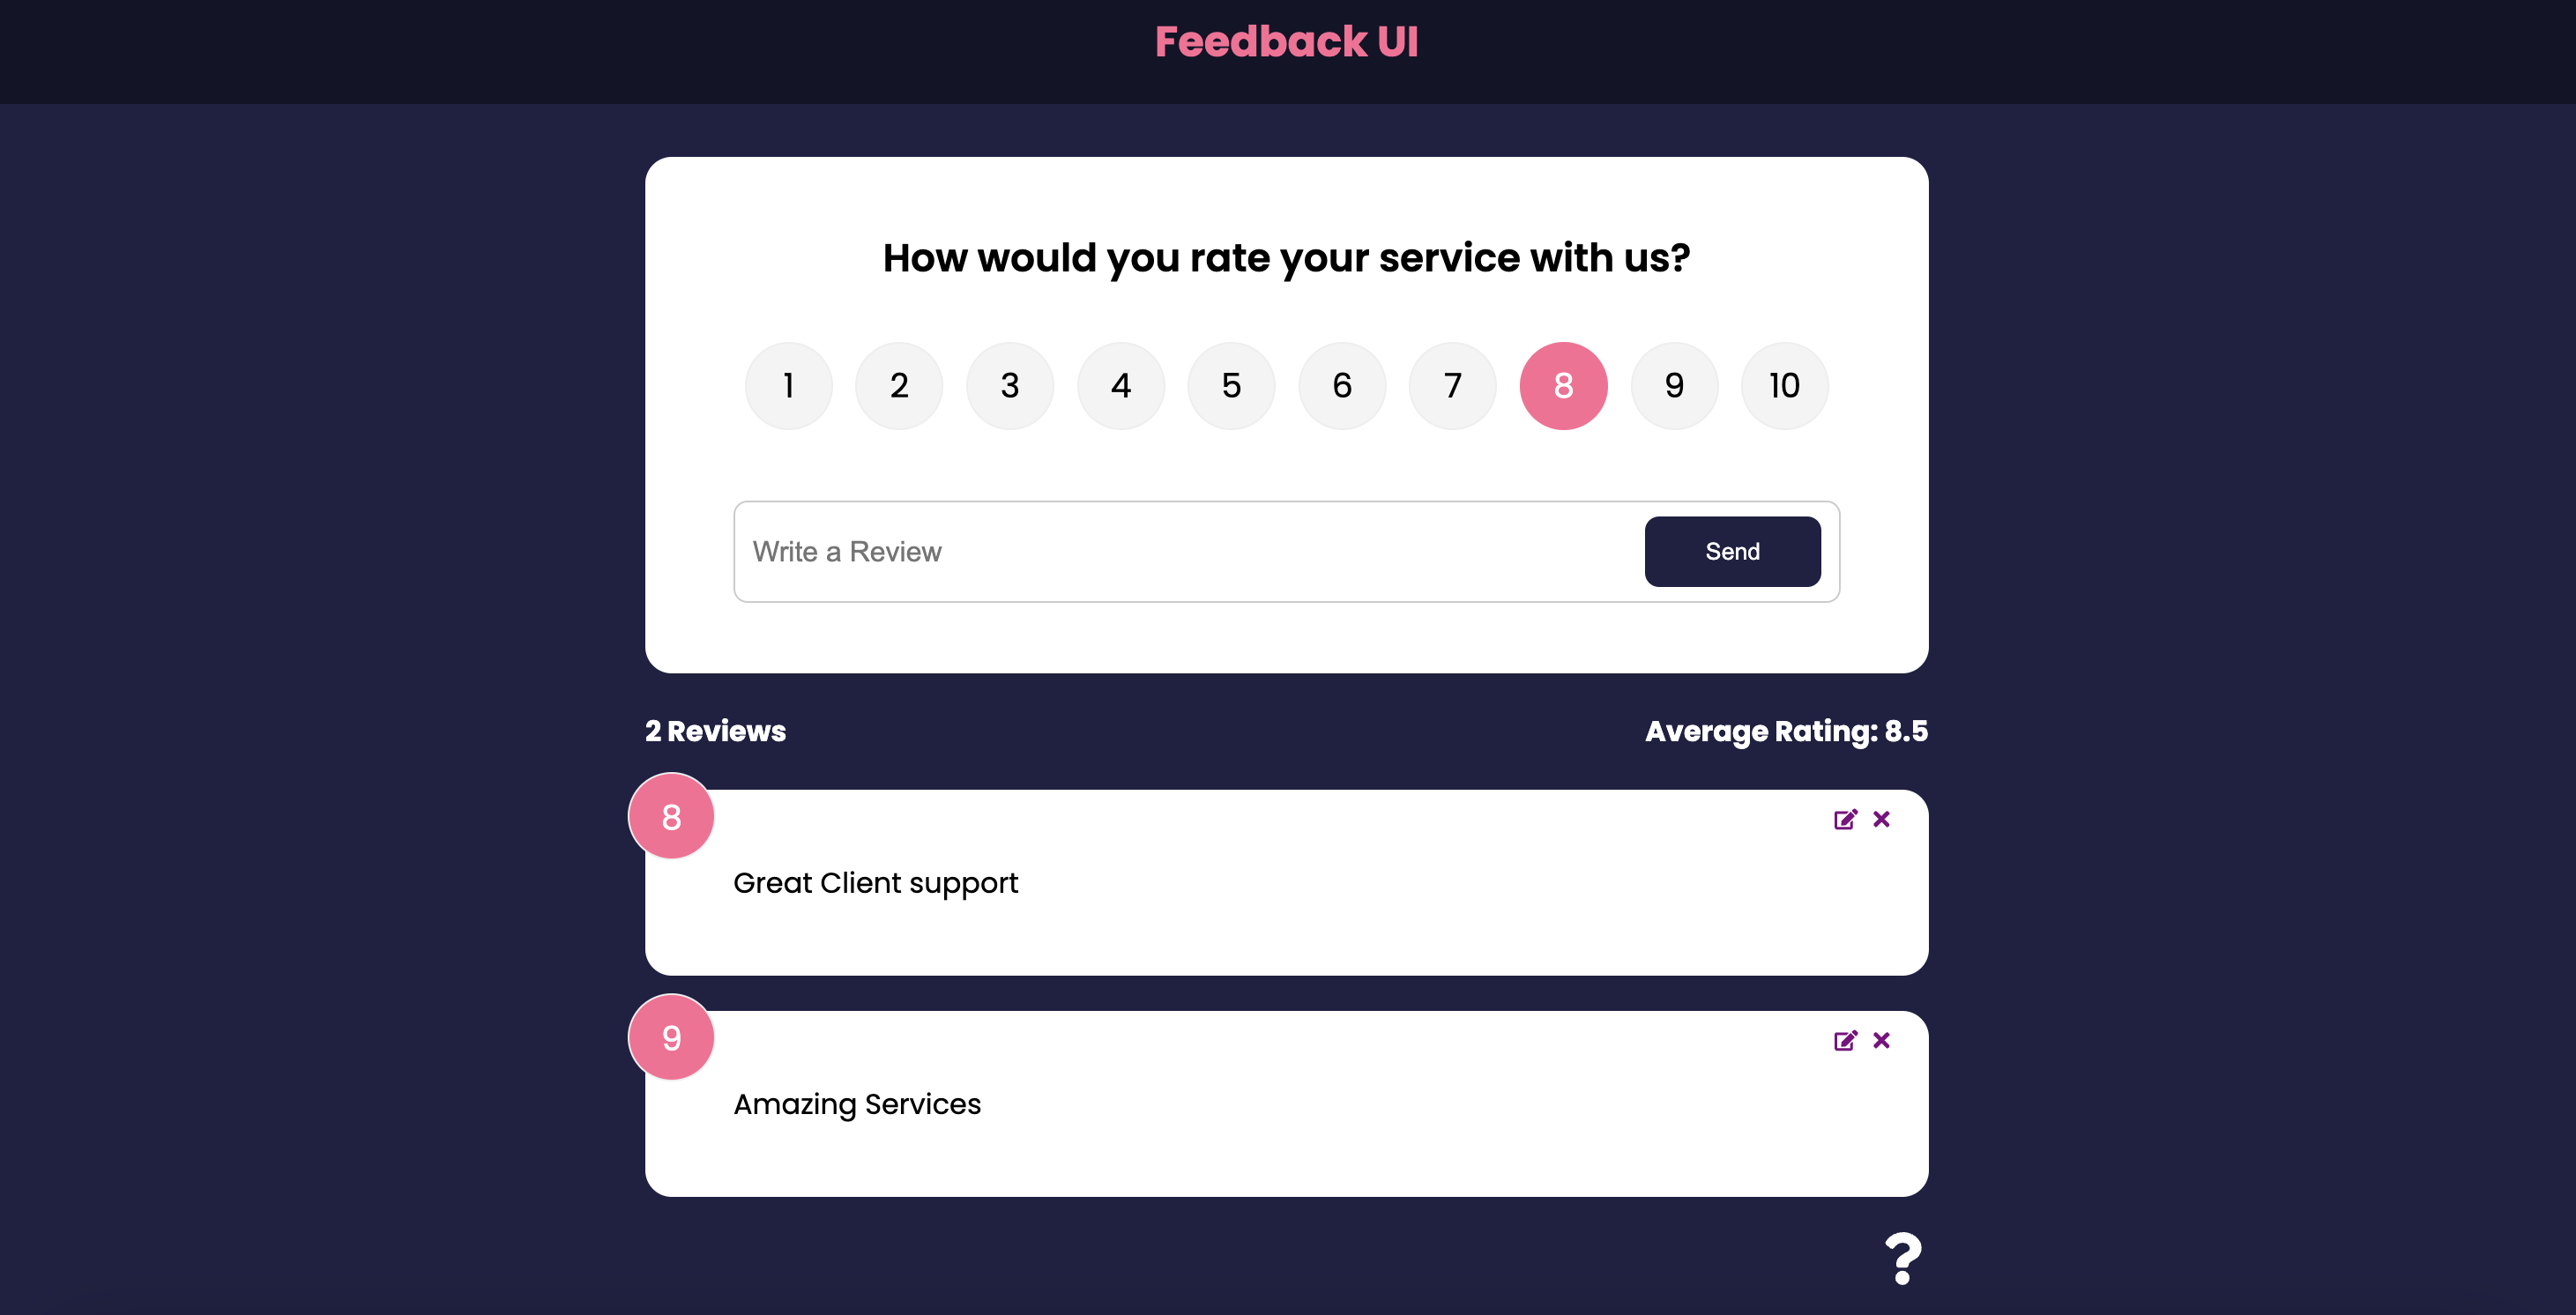 Feedback UI
How would you rate your service with us?
1 2 3 4 5 6 7 8 9 10
Write a Review Send
2 Reviews Average Rating: 8.5
8
Great Client support
9
Amazing Services
?